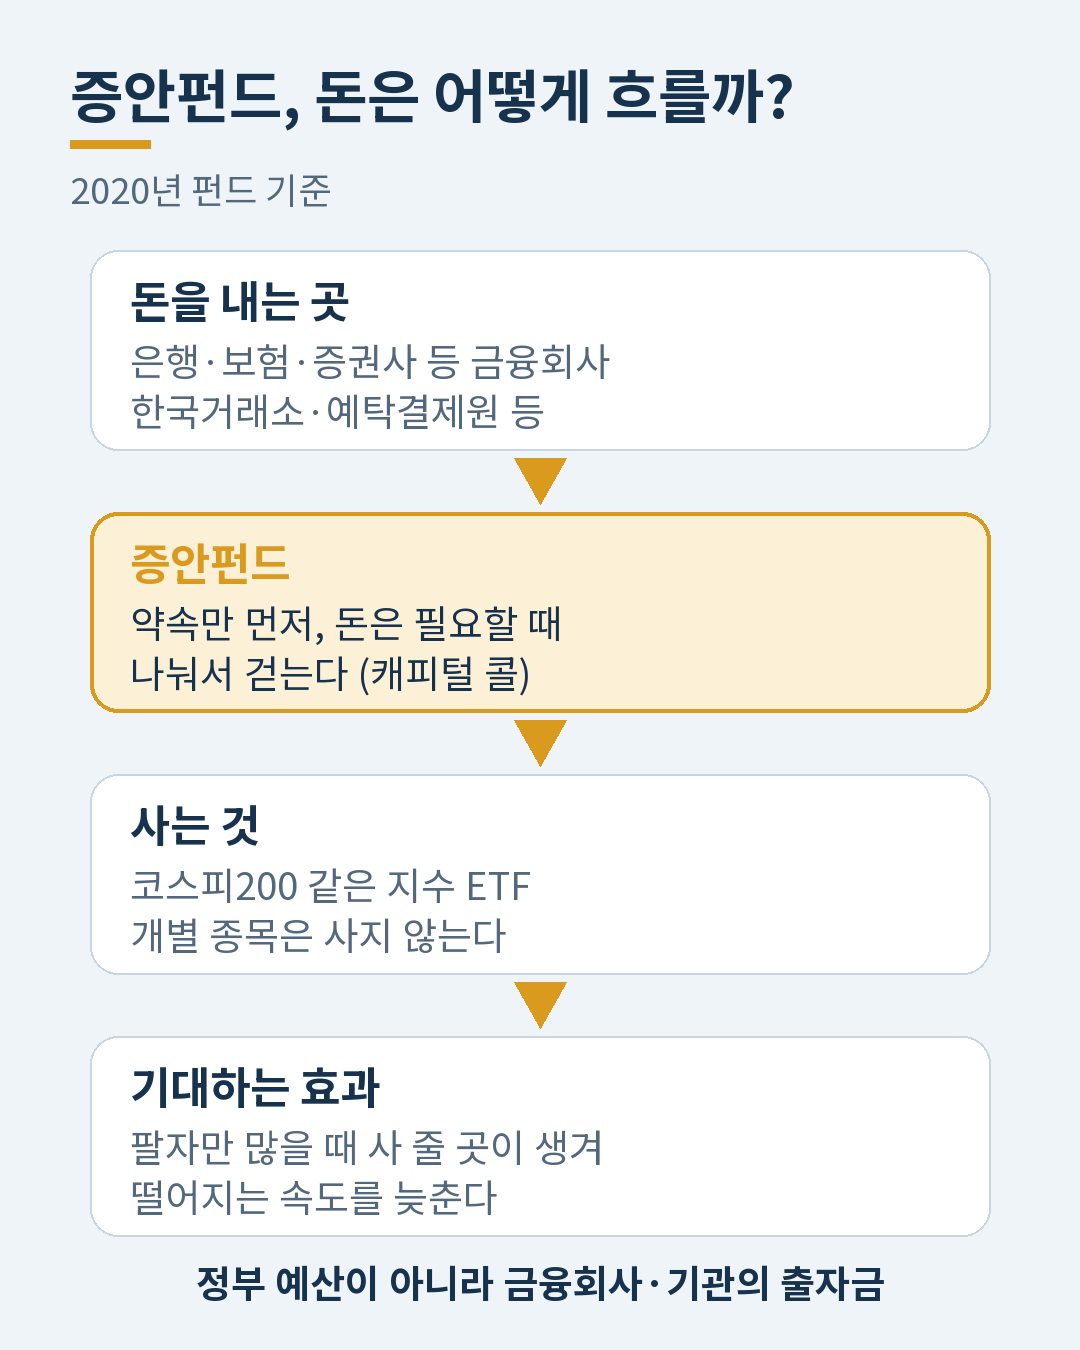 증안펀드, 돈은 어떻게 흐를까?
2020년 펀드 기준
돈을 내는 곳
은행·보험·증권사 등 금융회사
한국거래소·예탁결제원 등
증안펀드
약속만 먼저, 돈은 필요할 때
나눠서 걷는다 (캐피털 콜)
사는 것
코스피200 같은 지수 ETF
개별 종목은 사지 않는다
기대하는 효과
팔자만 많을 때 사 줄 곳이 생겨
떨어지는 속도를 늦춘다
정부 예산이 아니라 금융회사·기관의 출자금